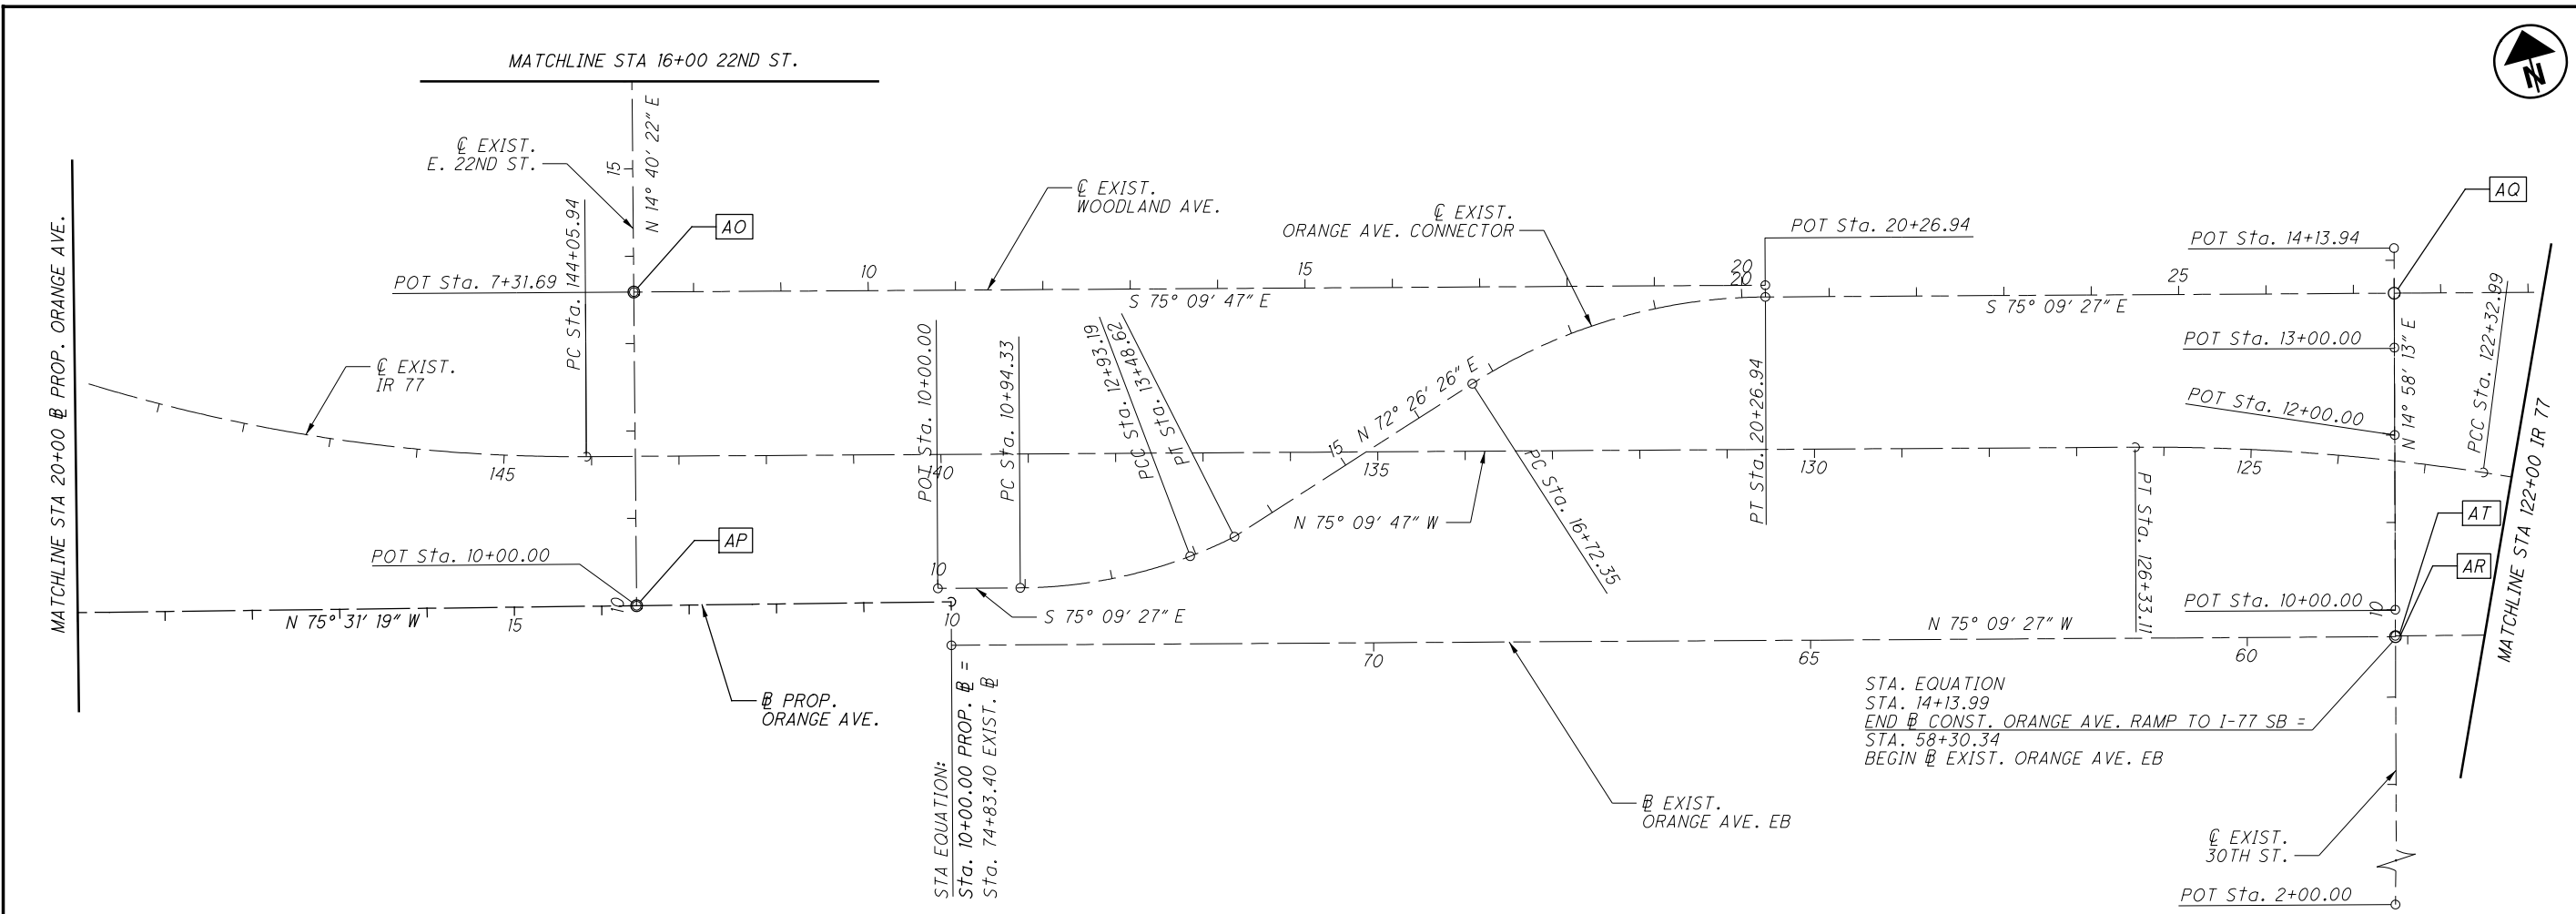 MATCHLINE STA 16+00 22ND ST.
N
℄ EXIST.
E. 22ND ST.
15
N 14° 40' 22" E
AO
℄ EXIST.
WOODLAND AVE.
℄ EXIST.
ORANGE AVE. CONNECTOR
POT Sta. 20+26.94
AQ
POT Sta. 14+13.94
MATCHLINE STA 20+00 ⅊ PROP. ORANGE AVE.
PC Sta. 144+05.94
POT Sta. 7+31.69
10
15
20
20
25
S 75° 09' 47" E
S 75° 09' 27" E
POT Sta. 13+00.00
N 14° 58' 13" E
PCC Sta. 122+32.99
℄ EXIST.
IR 77
POT Sta. 10+00.00
PC Sta. 10+94.33
PCC Sta. 12+93.19
PIT Sta. 13+48.62
15
N 72° 26' 26" E
PT Sta. 20+26.94
POT Sta. 12+00.00
145
140
135
130
125
PC Sta. 16+72.35
N 75° 09' 47" W
PT Sta. 126+33.11
MATCHLINE STA 122+00 IR 77
AT
AP
POT Sta. 10+00.00
10
AR
POT Sta. 10+00.00
10
10
N 75° 31' 19" W
15
10
S 75° 09' 27" E
N 75° 09' 27" W
70
65
60
⅊ PROP.
ORANGE AVE.
STA EQUATION:
Sta. 10+00.00 PROP. ⅊ =
Sta. 74+83.40 EXIST. ⅊
STA. EQUATION
STA. 14+13.99
END ⅊ CONST. ORANGE AVE. RAMP TO I-77 SB =
STA. 58+30.34
BEGIN ⅊ EXIST. ORANGE AVE. EB
⅊ EXIST.
ORANGE AVE. EB
℄ EXIST.
30TH ST.
POT Sta. 2+00.00